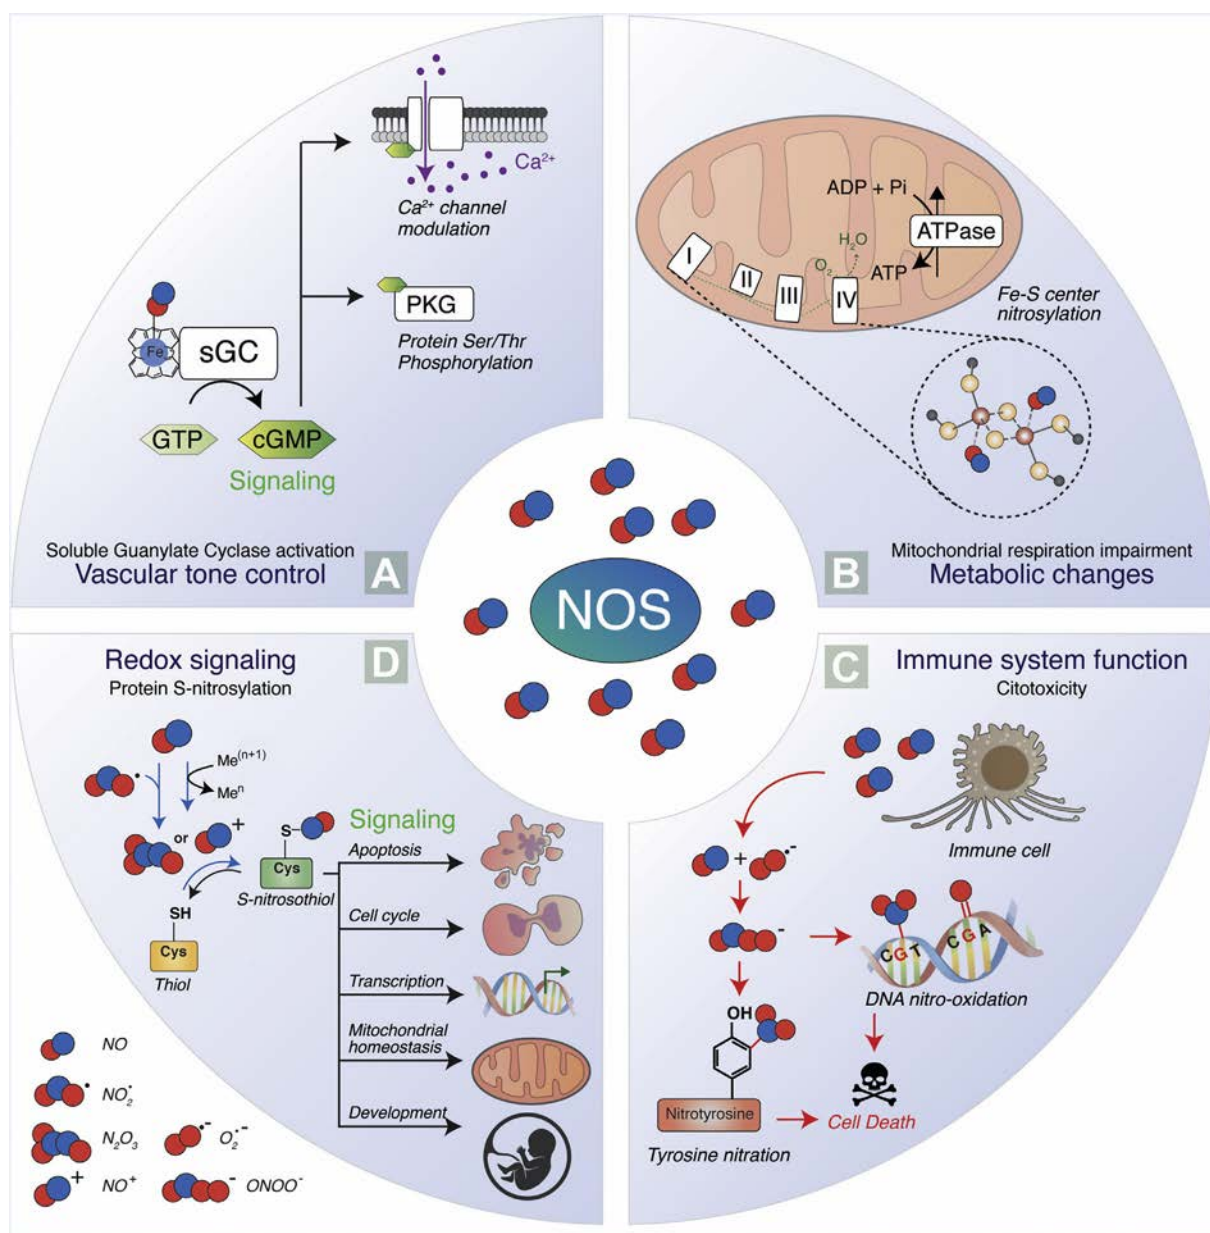 Ca²⁺
Ca²⁺ channel
modulation
PKG
Protein Ser/Thr
Phosphorylation
Fe
sGC
GTP
cGMP
Signaling
Soluble Guanylate Cyclase activation
Vascular tone control
A
ADP + Pi
ATPase
ATP
H₂O
O₂
I
II
III
IV
Fe-S center
nitrosylation
Mitochondrial respiration impairment
Metabolic changes
B
NOS
D
Redox signaling
Protein S-nitrosylation
Me⁽ⁿ⁺¹⁾
Meⁿ
or
+
S
Cys
S-nitrosothiol
SH
Cys
Thiol
Signaling
Apoptosis
Cell cycle
Transcription
Mitochondrial
homeostasis
Development
NO
NO₂•
N₂O₃
O₂•⁻
+
NO⁺
-
ONOO⁻
C
Immune system function
Citotoxicity
Immune cell
+
•-
-
CGT
CGA
DNA nitro-oxidation
OH
Nitrotyrosine
Tyrosine nitration
Cell Death